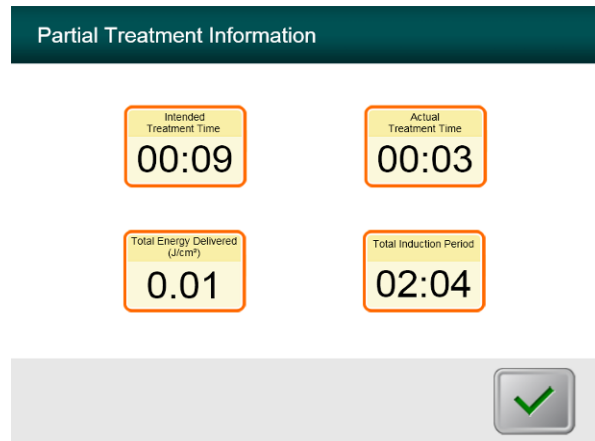 Partial Treatment Information
Intended
Treatment Time
00:09
Actual
Treatment Time
00:03
Total Energy Delivered
(J/cm²)
0.01
Total Induction Period
02:04